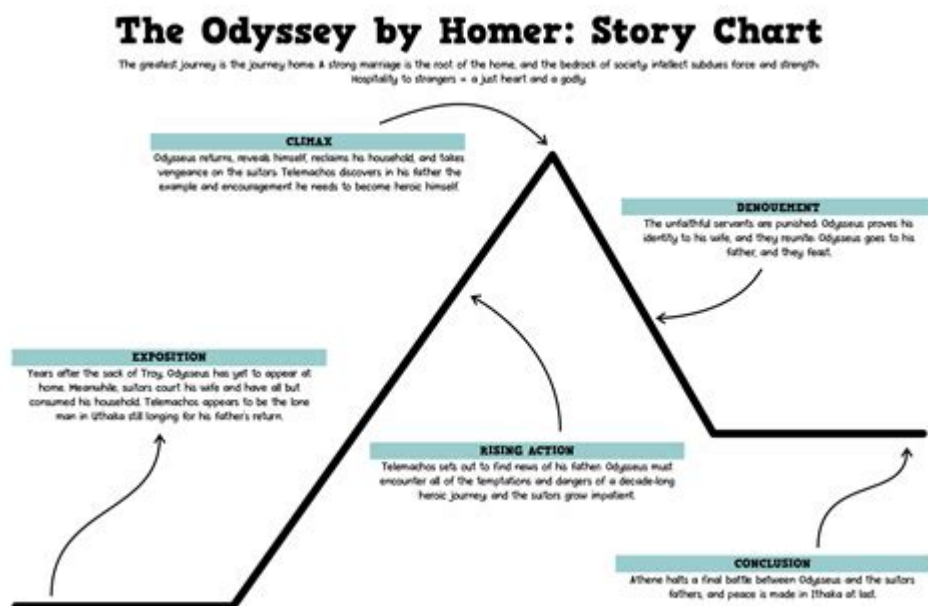 The Odyssey by Homer: Story Chart
The greatest journey is the journey home. A strong marriage is the root of the home, and the bedrock of society; intellect subdues force and strength.
Hospitality to strangers = a just heart and a godly.
CLIMAX
Odysseus returns, reveals himself, reclaims his household, and takes
vengeance on the suitors. Telemachos discovers in his father the
example and encouragement he needs to become heroic himself.
DENOUEMENT
The unfaithful servants are punished. Odysseus proves his
identity to his wife, and they reunite. Odysseus goes to his
father, and they feast.
EXPOSITION
Years after the sack of Troy, Odysseus has yet to appear at
home. Meanwhile, suitors court his wife and have all but
consumed his household. Telemachos appears to be the lone
man in Ithaka still longing for his father's return.
RISING ACTION
Telemachos sets out to find news of his father. Odysseus must
encounter all of the temptations and dangers of a decade-long
heroic journey; and the suitors grow impatient.
CONCLUSION
Athene halts a final battle between Odysseus and the suitors
fathers, and peace is made in Ithaka at last.